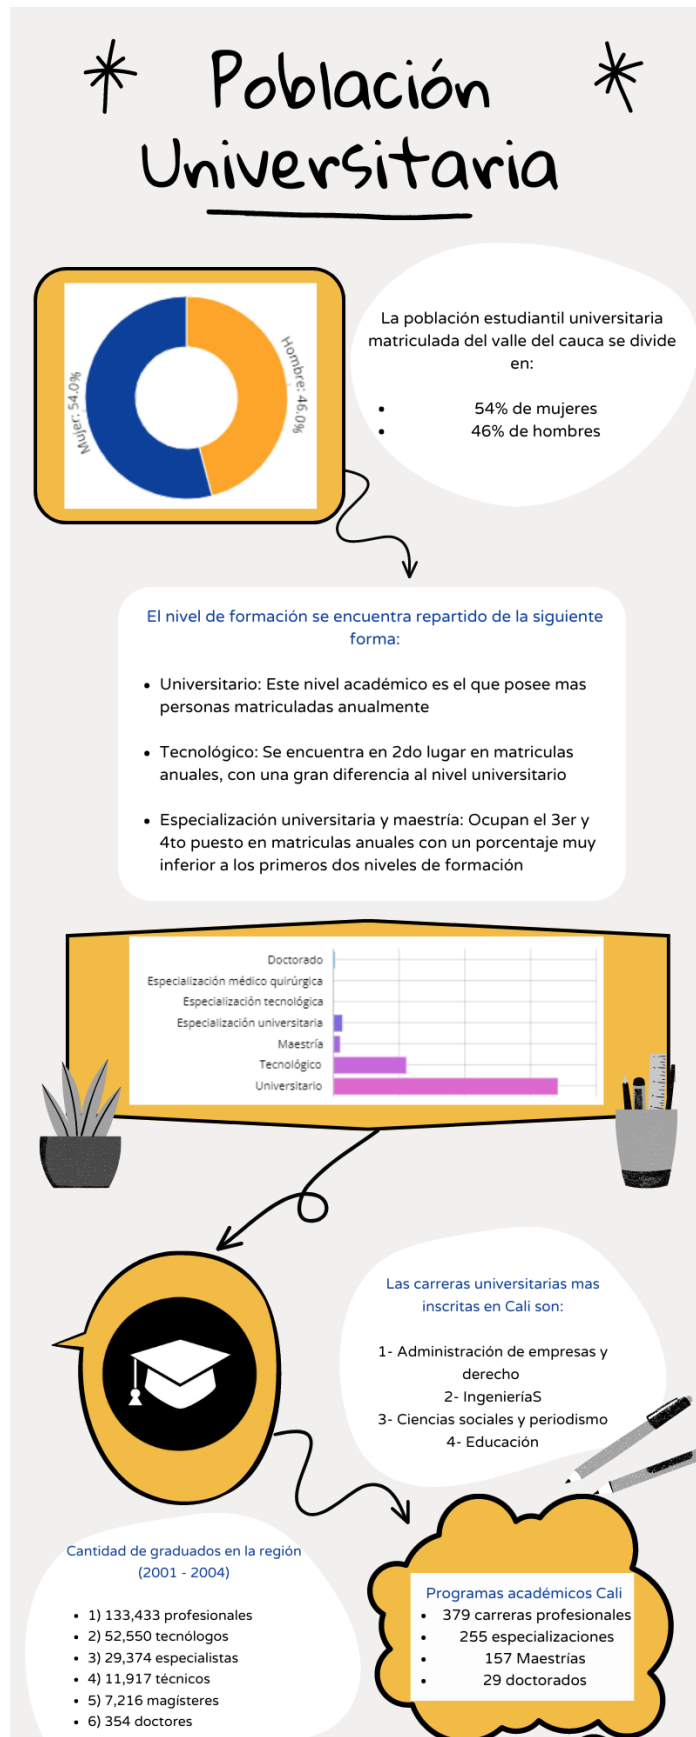 Población
Universitaria
Mujer: 54.0%
Hombre: 46.0%
La población estudiantil universitaria
matriculada del valle del cauca se divide
en:
• 54% de mujeres
• 46% de hombres
El nivel de formación se encuentra repartido de la siguiente
forma:
• Universitario: Este nivel académico es el que posee mas
personas matriculadas anualmente
• Tecnológico: Se encuentra en 2do lugar en matriculas
anuales, con una gran diferencia al nivel universitario
• Especialización universitaria y maestría: Ocupan el 3er y
4to puesto en matriculas anuales con un porcentaje muy
inferior a los primeros dos niveles de formación
Doctorado
Especialización médico quirúrgica
Especialización tecnológica
Especialización universitaria
Maestría
Tecnológico
Universitario
Las carreras universitarias mas
inscritas en Cali son:
1- Administración de empresas y
derecho
2- IngenieríaS
3- Ciencias sociales y periodismo
4- Educación
Cantidad de graduados en la región
(2001 - 2004)
• 1) 133,433 profesionales
• 2) 52,550 tecnólogos
• 3) 29,374 especialistas
• 4) 11,917 técnicos
• 5) 7,216 magísteres
• 6) 354 doctores
Programas académicos Cali
• 379 carreras profesionales
• 255 especializaciones
• 157 Maestrías
• 29 doctorados